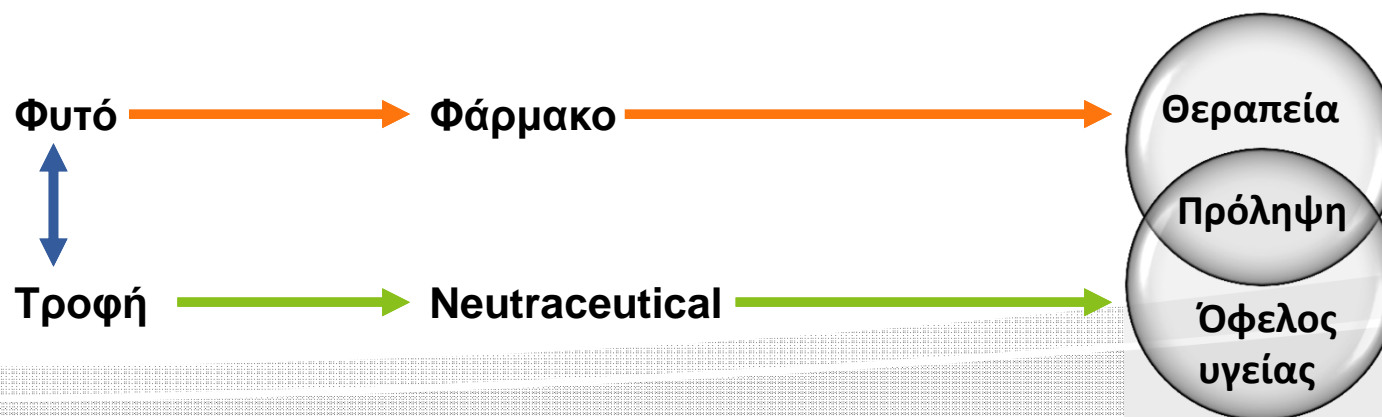 Φυτό
Φάρμακο
Θεραπεία
Πρόληψη
Τροφή
Neutraceutical
Όφελος
υγείας